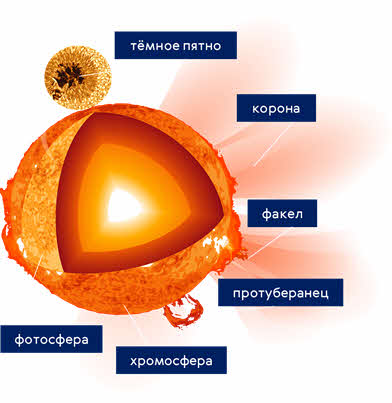 тёмное пятно
корона
факел
протуберанец
фотосфера
хромосфера